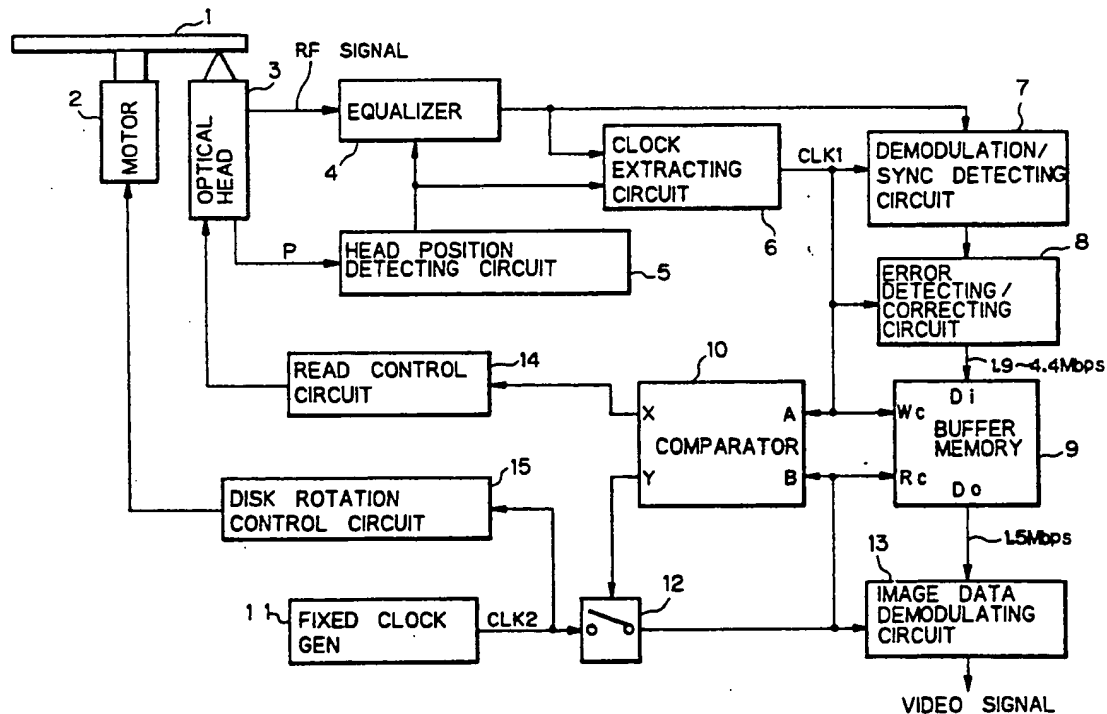 1
RF SIGNAL
2
MOTOR
3
OPTICAL
HEAD
EQUALIZER
4
CLOCK
EXTRACTING
CIRCUIT
6
CLK1
7
DEMODULATION/
SYNC DETECTING
CIRCUIT
P
HEAD POSITION
DETECTING CIRCUIT
5
8
ERROR
DETECTING/
CORRECTING
CIRCUIT
1.9~4.4Mbps
14
READ CONTROL
CIRCUIT
10
X
A
COMPARATOR
Y
B
Di
Wc
BUFFER
MEMORY
Rc
Do
9
15
DISK ROTATION
CONTROL CIRCUIT
1.5Mbps
13
IMAGE DATA
DEMODULATING
CIRCUIT
11
FIXED CLOCK
GEN
CLK2
12
VIDEO SIGNAL